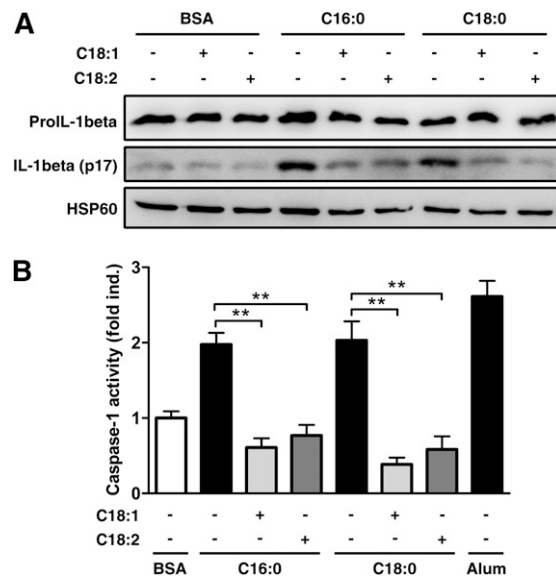 A
BSA C16:0 C18:0
C18:1 - + - - + - - + -
C18:2 - - + - - + - - +
ProIL-1beta
IL-1beta (p17)
HSP60
B
Caspase-1 activity (fold ind.)
3
2
1
0
** ** ** **
C18:1 - - + - - + - -
C18:2 - - - + - - + -
BSA C16:0 C18:0 Alum